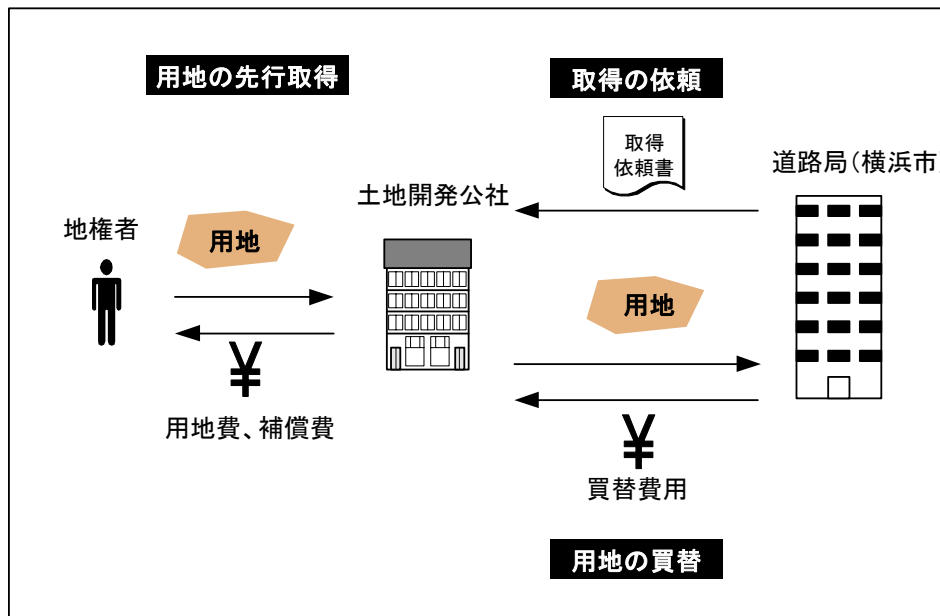 用地の先行取得
取得の依頼
取得
依頼書
道路局（横浜市）
土地開発公社
地権者
用地
用地
¥
用地費、補償費
¥
買替費用
用地の買替